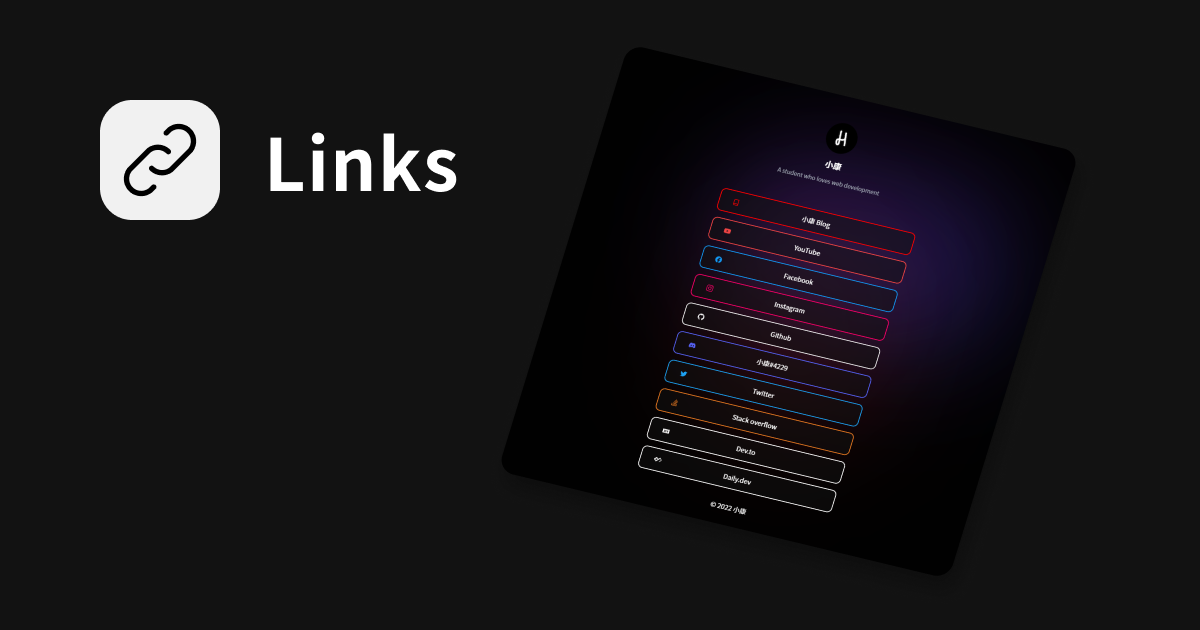 Links
小康
A student who loves web development
小康 Blog
YouTube
Facebook
Instagram
Github
小康#4229
Twitter
Stack overflow
Dev.to
Daily.dev
© 2022 小康